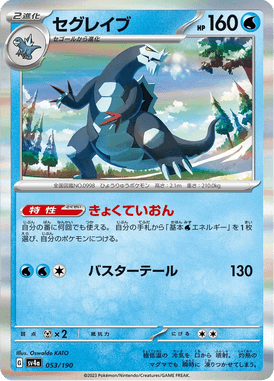 2進化
セグレイブ
HP 160
セゴールから進化
全国図鑑NO.0998 ひょうりゅうポケモン 高さ:2.1m 重さ:210.0kg
特性 きょくていおん
自分の番に何回でも使える。自分の手札から「基本エネルギー」を1枚
選び、自分のポケモンにつける。
バスターテール 130
弱点 ×2 抵抗力 にげる
illus. Oswaldo KATO
G sv4a 053/190
©2023 Pokémon/Nintendo/Creatures/GAME FREAK.